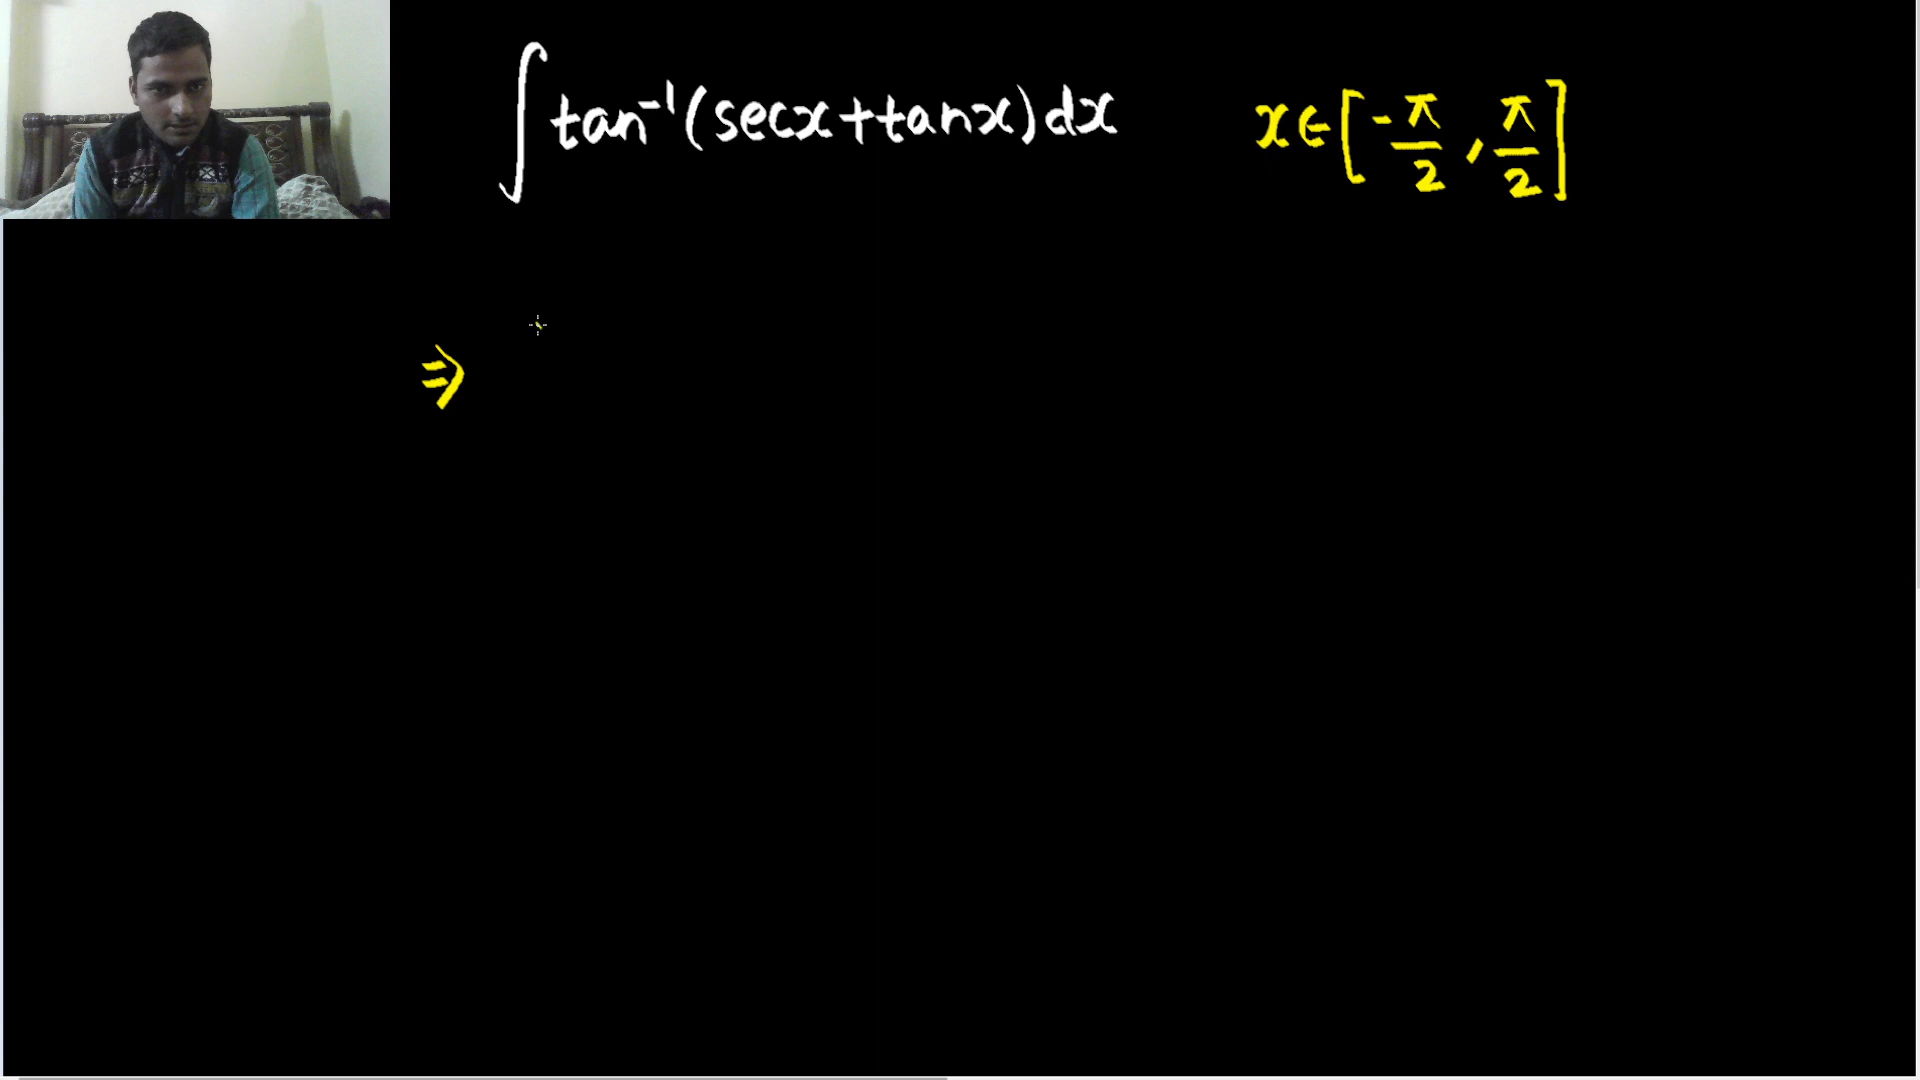 ∫ tan⁻¹(secx+tanx)dx x∈[-π/2, π/2]
⇒